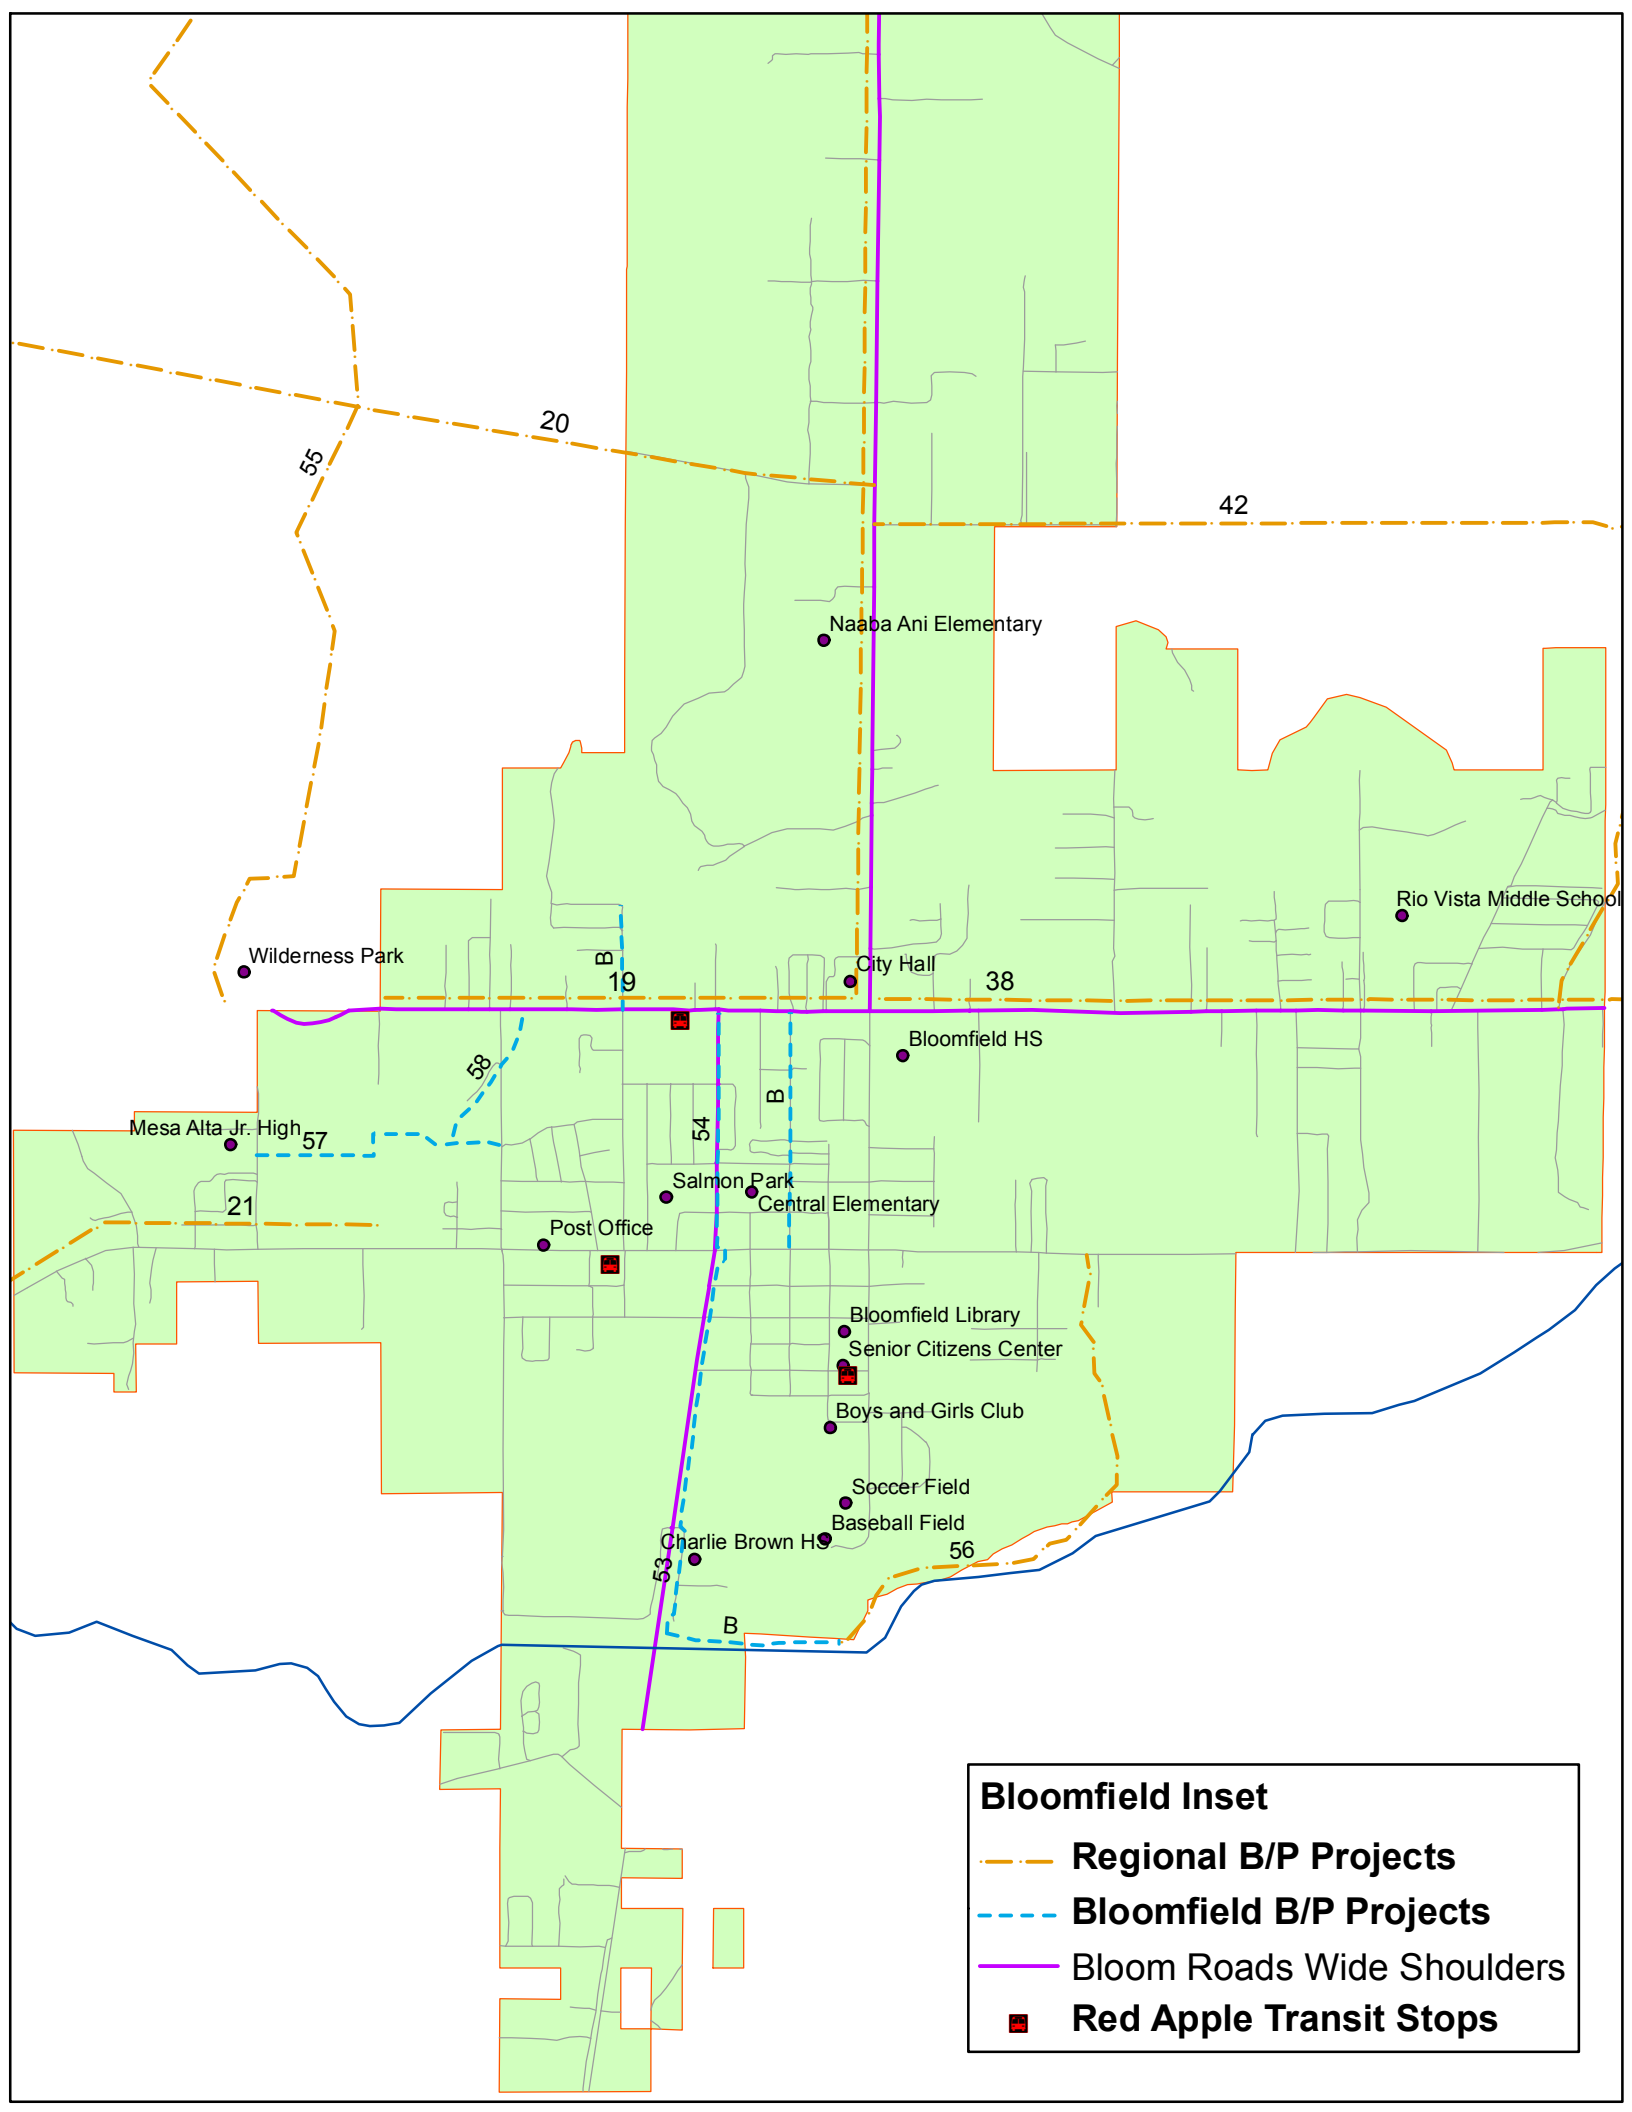 20
55
42
Naaba Ani Elementary
Rio Vista Middle School
Wilderness Park
B
City Hall
19
38
Bloomfield HS
58
B
54
Mesa Alta Jr. High
57
Salmon Park
Central Elementary
21
Post Office
Bloomfield Library
Senior Citizens Center
Boys and Girls Club
Soccer Field
Baseball Field
Charlie Brown HS
56
53
B
Bloomfield Inset
Regional B/P Projects
Bloomfield B/P Projects
Bloom Roads Wide Shoulders
Red Apple Transit Stops